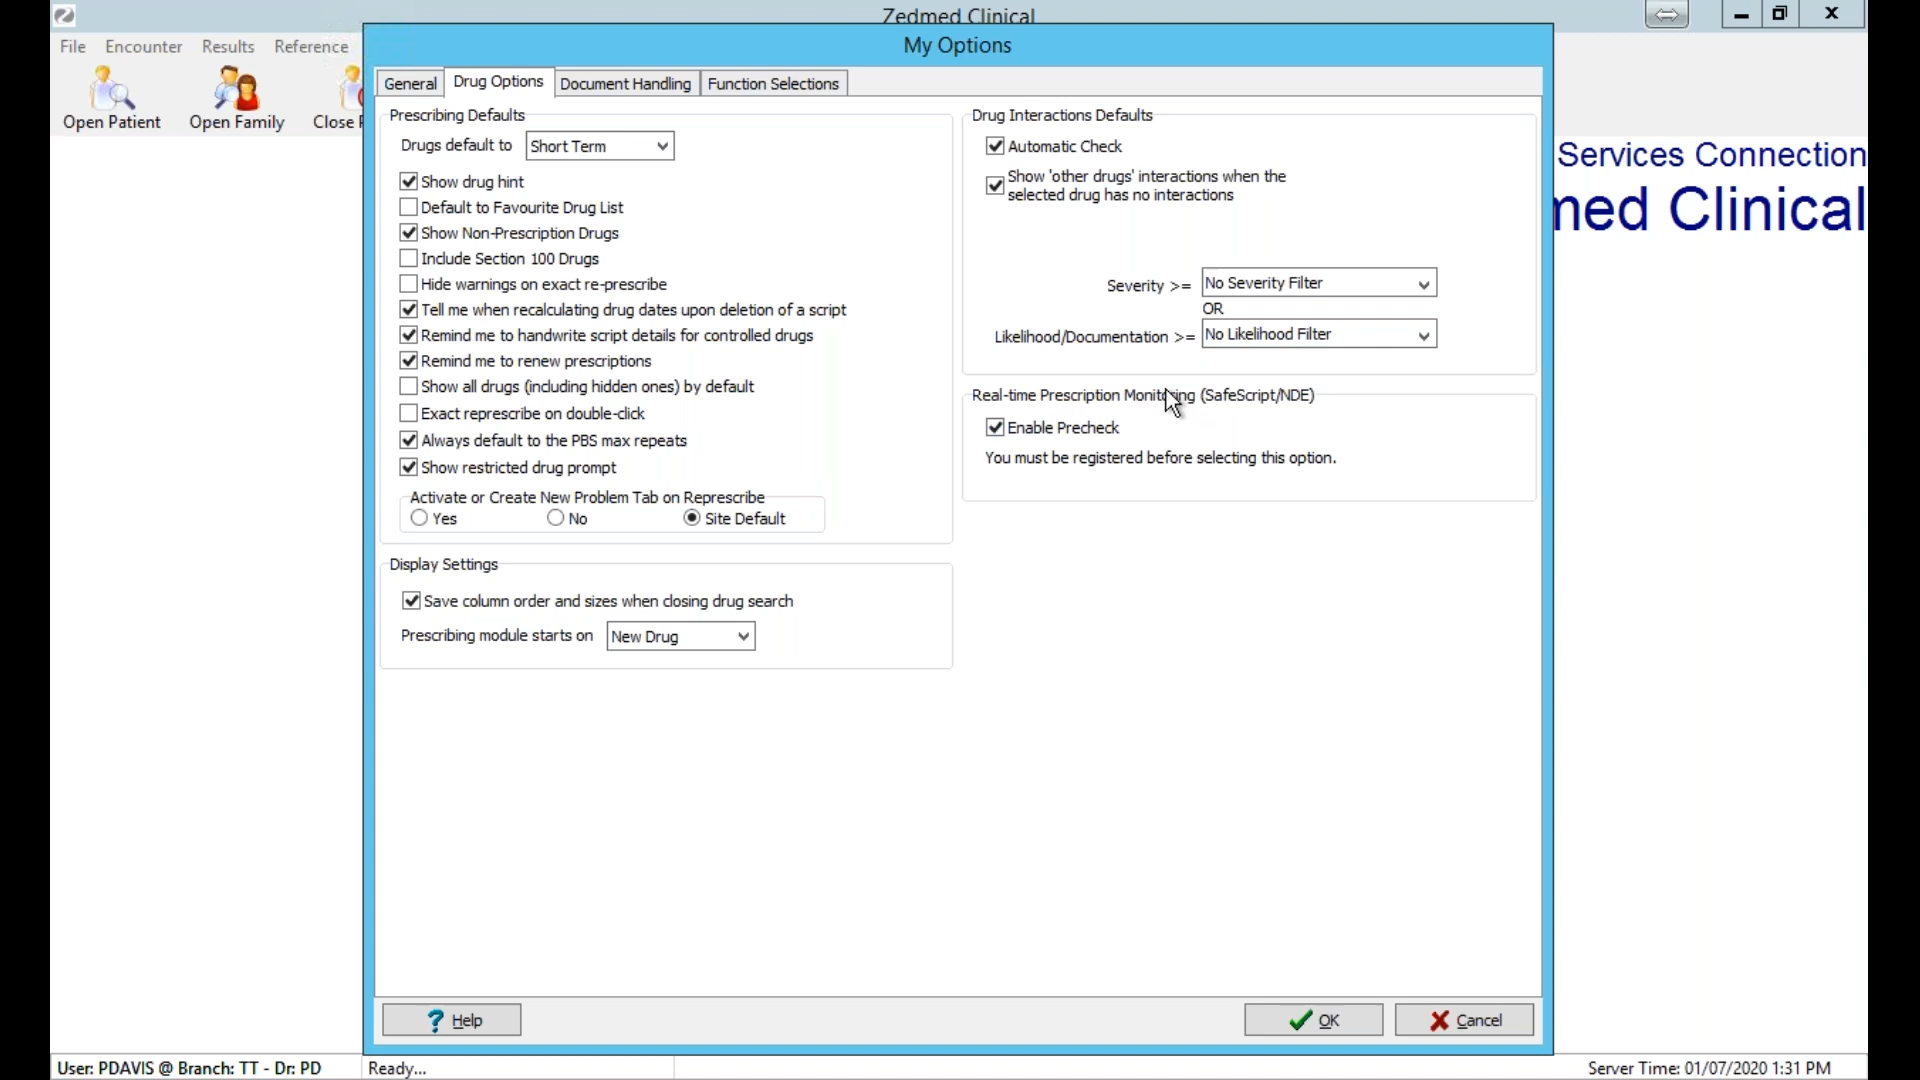 Zedmed Clinical
My Options
File Encounter Results Reference
Open Patient Open Family Close
General Drug Options Document Handling Function Selections
Prescribing Defaults
Drugs default to Short Term
Show drug hint
Default to Favourite Drug List
Show Non-Prescription Drugs
Include Section 100 Drugs
Hide warnings on exact re-prescribe
Tell me when recalculating drug dates upon deletion of a script
Remind me to handwrite script details for controlled drugs
Remind me to renew prescriptions
Show all drugs (including hidden ones) by default
Exact represcribe on double-click
Always default to the PBS max repeats
Show restricted drug prompt
Activate or Create New Problem Tab on Represcribe
Yes No Site Default
Display Settings
Save column order and sizes when closing drug search
Prescribing module starts on New Drug
Drug Interactions Defaults
Automatic Check
Show 'other drugs' interactions when the
selected drug has no interactions
Severity >= No Severity Filter
OR
Likelihood/Documentation >= No Likelihood Filter
Real-time Prescription Monitoring (SafeScript/NDE)
Enable Precheck
You must be registered before selecting this option.
Services Connection
med Clinical
? Help OK Cancel
User: PDAVIS @ Branch: TT - Dr: PD Ready... Server Time: 01/07/2020 1:31 PM